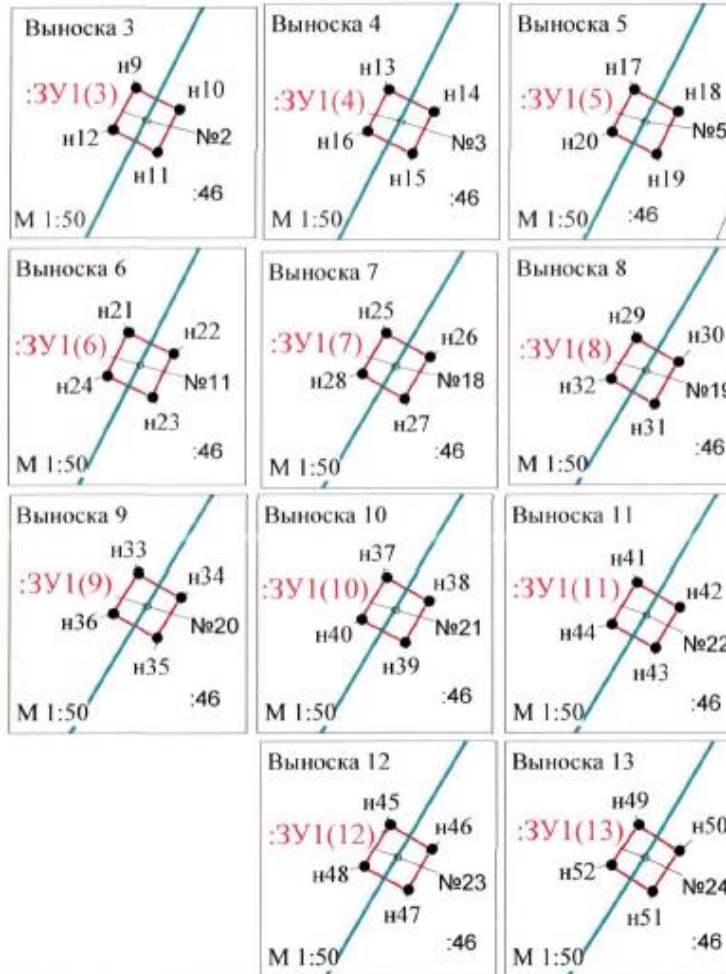 Выноска 3
н9
:ЗУ1(3)
н10
н12
№2
н11
:46
М 1:50
Выноска 4
н13
:ЗУ1(4)
н14
н16
№3
н15
:46
М 1:50
Выноска 5
н17
:ЗУ1(5)
н18
н20
№5
н19
:46
М 1:50
Выноска 6
н21
:ЗУ1(6)
н22
н24
№11
н23
:46
М 1:50
Выноска 7
н25
:ЗУ1(7)
н26
н28
№18
н27
:46
М 1:50
Выноска 8
н29
:ЗУ1(8)
н30
н32
№19
н31
:46
М 1:50
Выноска 9
н33
:ЗУ1(9)
н34
н36
№20
н35
:46
М 1:50
Выноска 10
н37
:ЗУ1(10)
н38
н40
№21
н39
:46
М 1:50
Выноска 11
н41
:ЗУ1(11)
н42
н44
№22
н43
:46
М 1:50
Выноска 12
н45
:ЗУ1(12)
н46
н48
№23
н47
:46
М 1:50
Выноска 13
н49
:ЗУ1(13)
н50
н52
№24
н51
:46
М 1:50